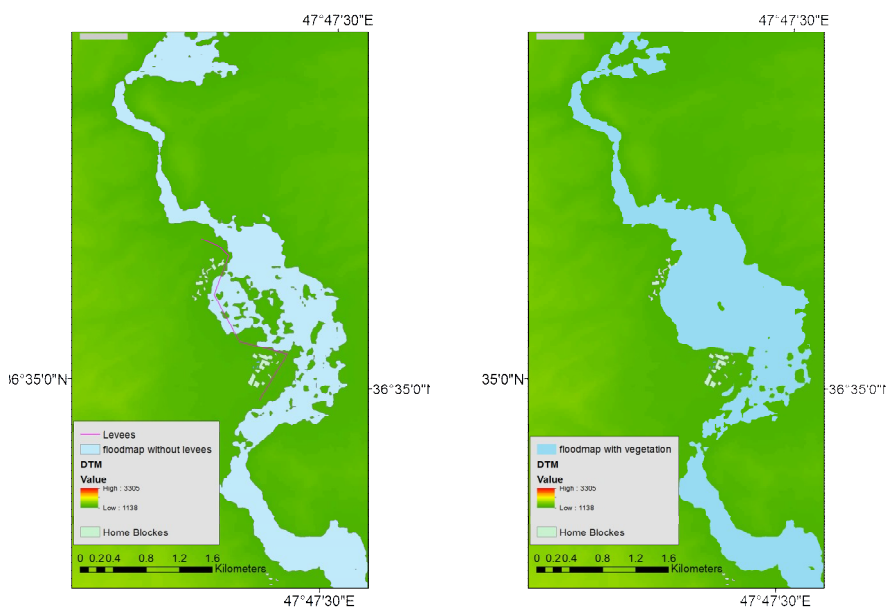 47°47'30"E
47°47'30"E
36°35'0"N
36°35'0"
35'0"N
36°35'0"
Levees
floodmap without levees
DTM
Value
High : 3305
Low : 1138
Home Blockes
0 0.2 0.4 0.8 1.2 1.6
Kilometers
47°47'30"E
floodmap with vegetation
DTM
Value
High : 3305
Low : 1138
Home Blockes
0 0.2 0.4 0.8 1.2 1.6
Kilometers
47°47'30"E